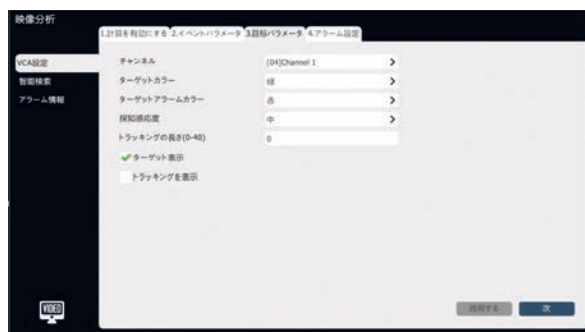 映像分析
1.計算を有効にする 2.イベントパラメータ 3.目標パラメータ 4.アラーム設定
VCA設定
智能検索
アラーム情報
チャンネル [04]Channel 1
ターゲットカラー 緑
ターゲットアラームカラー 赤
探知感応度 中
トラッキングの長さ(0-40) 0
ターゲット表示
トラッキングを表示
VIDEO
適用する 次